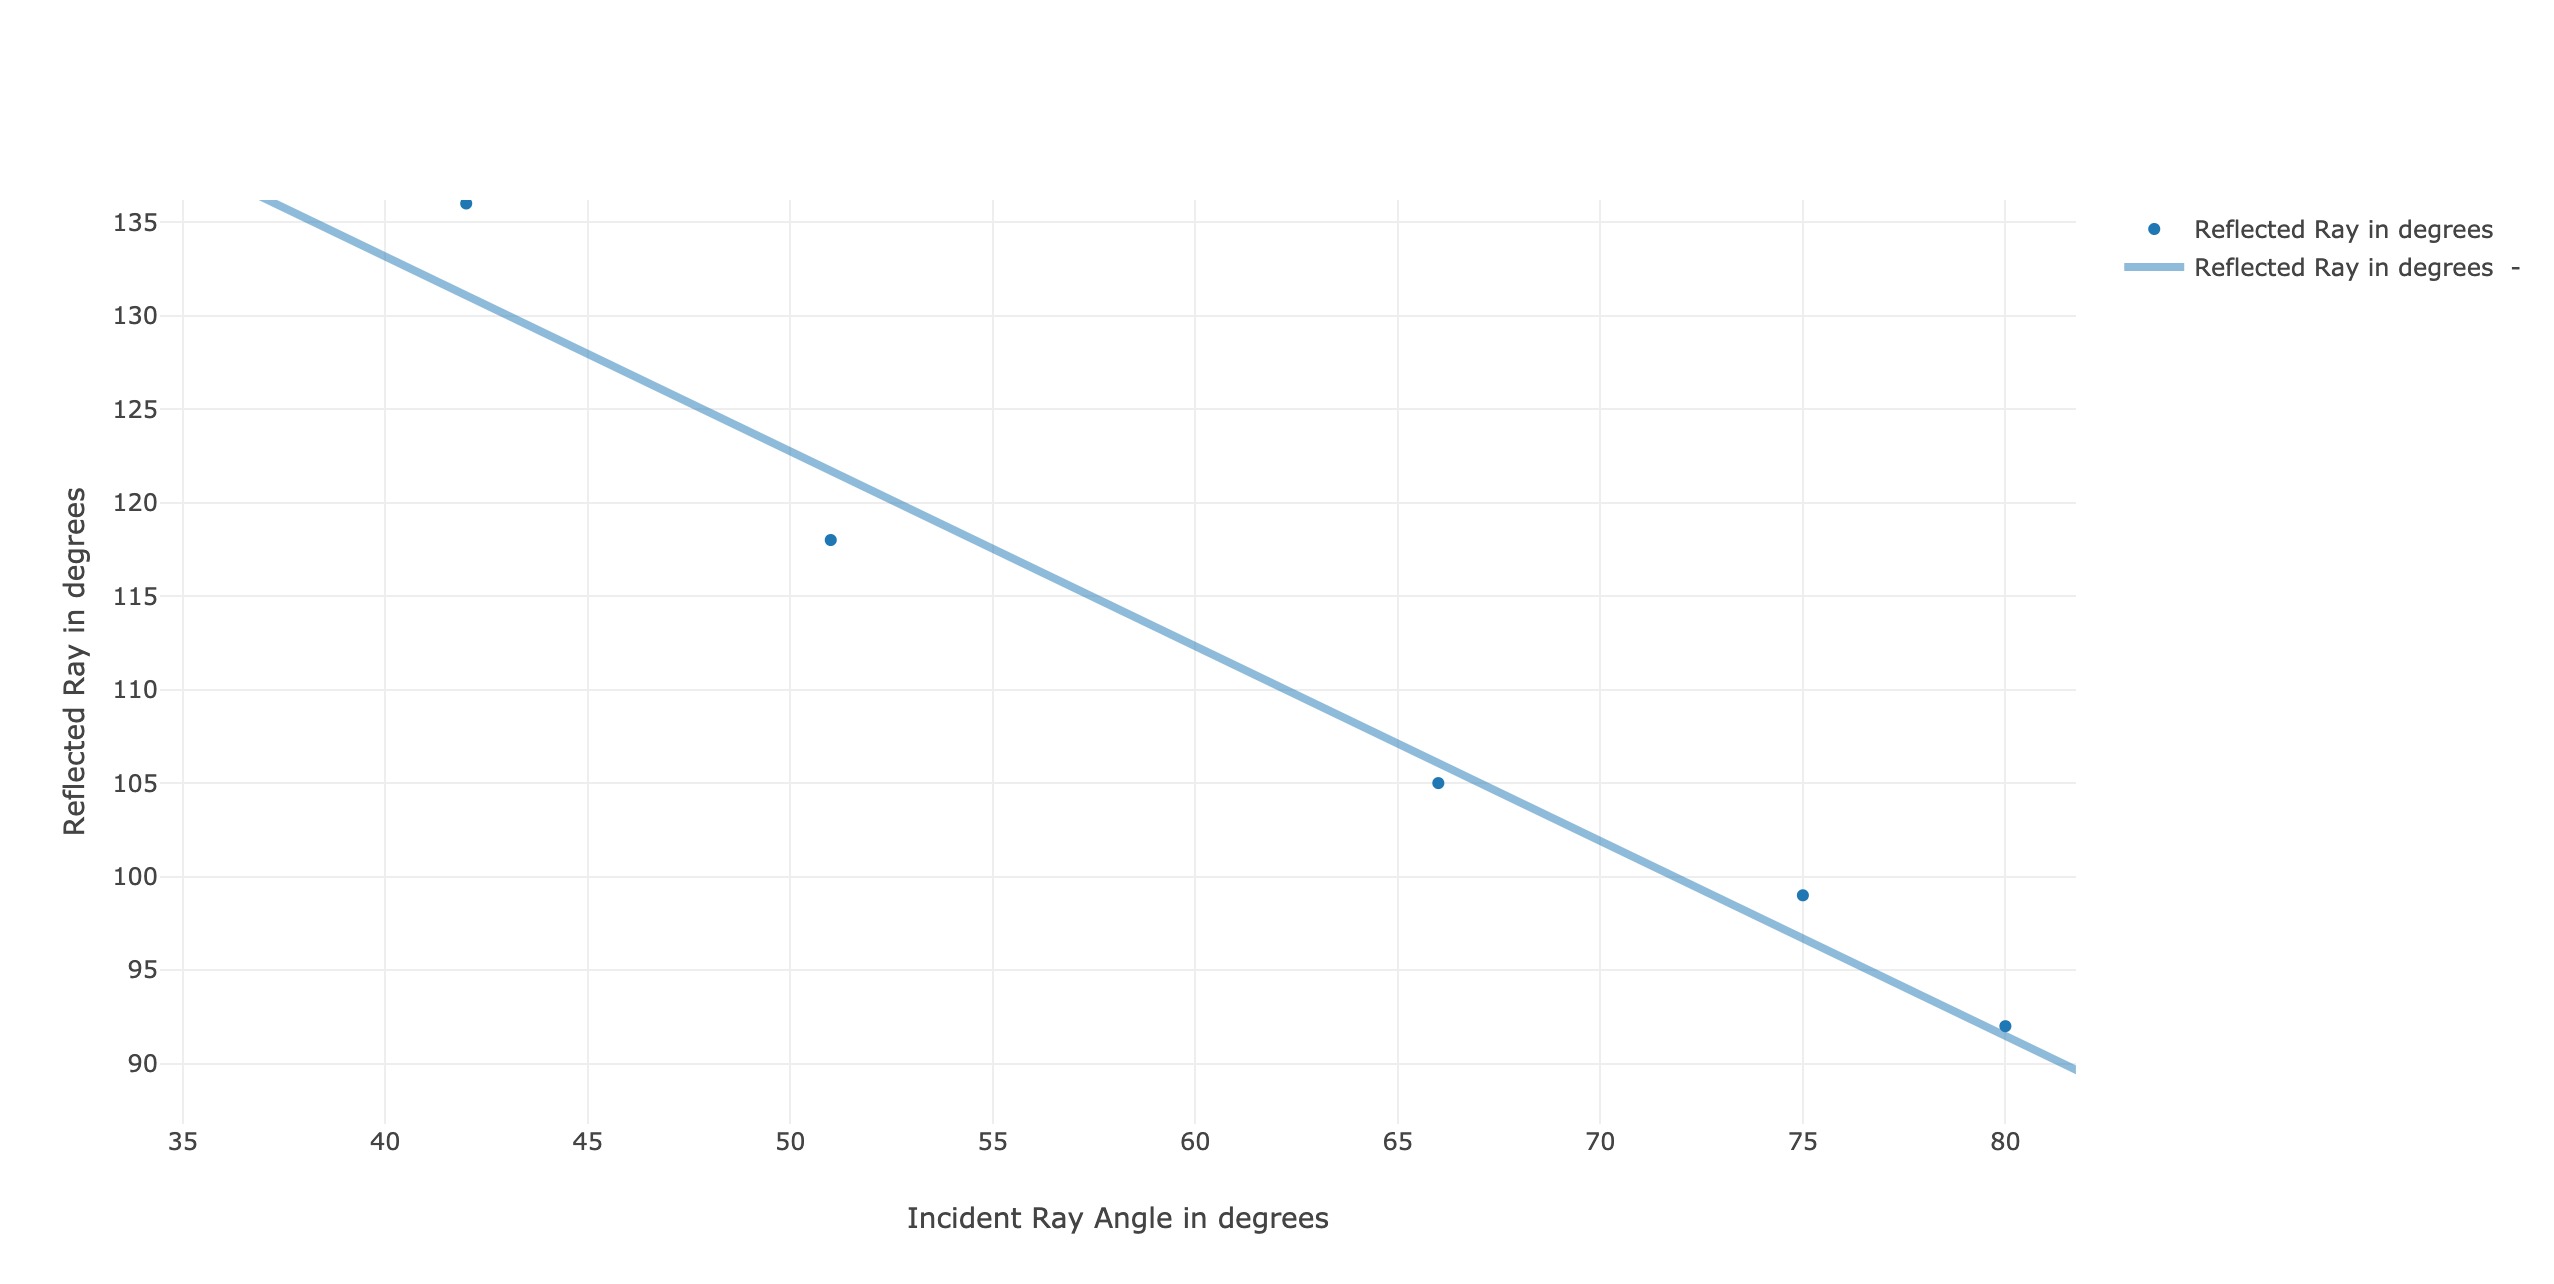 135
130
125
120
115
110
105
100
95
90
Reflected Ray in degrees
35 40 45 50 55 60 65 70 75 80
Incident Ray Angle in degrees
Reflected Ray in degrees
Reflected Ray in degrees -